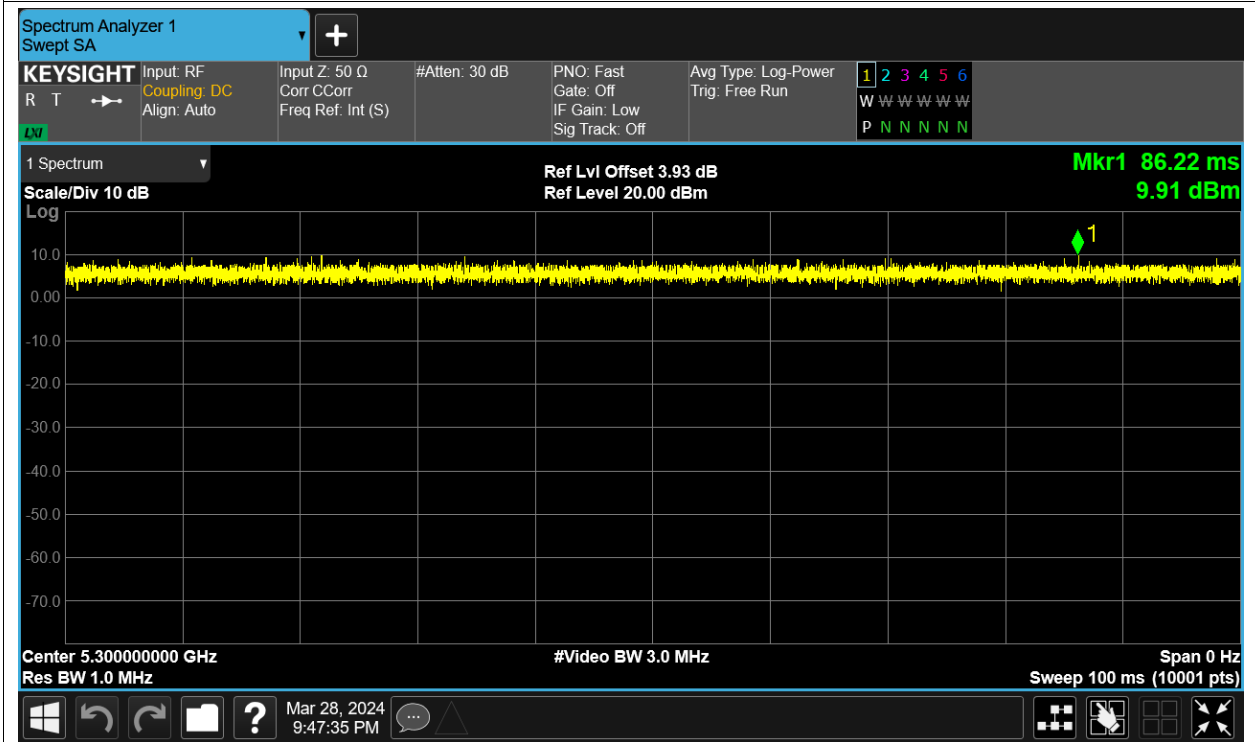 Spectrum Analyzer 1
Swept SA
+
KEYSIGHT
R T
LXI
Input: RF
Coupling: DC
Align: Auto
Input Z: 50 Ω
Corr CCorr
Freq Ref: Int (S)
#Atten: 30 dB
PNO: Fast
Gate: Off
IF Gain: Low
Sig Track: Off
Avg Type: Log-Power
Trig: Free Run
1 2 3 4 5 6
W W W W W W
P N N N N N
1 Spectrum
Scale/Div 10 dB
Ref Lvl Offset 3.93 dB
Ref Level 20.00 dBm
Mkr1 86.22 ms
9.91 dBm
Log
1
10.0
0.00
-10.0
-20.0
-30.0
-40.0
-50.0
-60.0
-70.0
Center 5.300000000 GHz
Res BW 1.0 MHz
#Video BW 3.0 MHz
Span 0 Hz
Sweep 100 ms (10001 pts)
?
Mar 28, 2024
9:47:35 PM